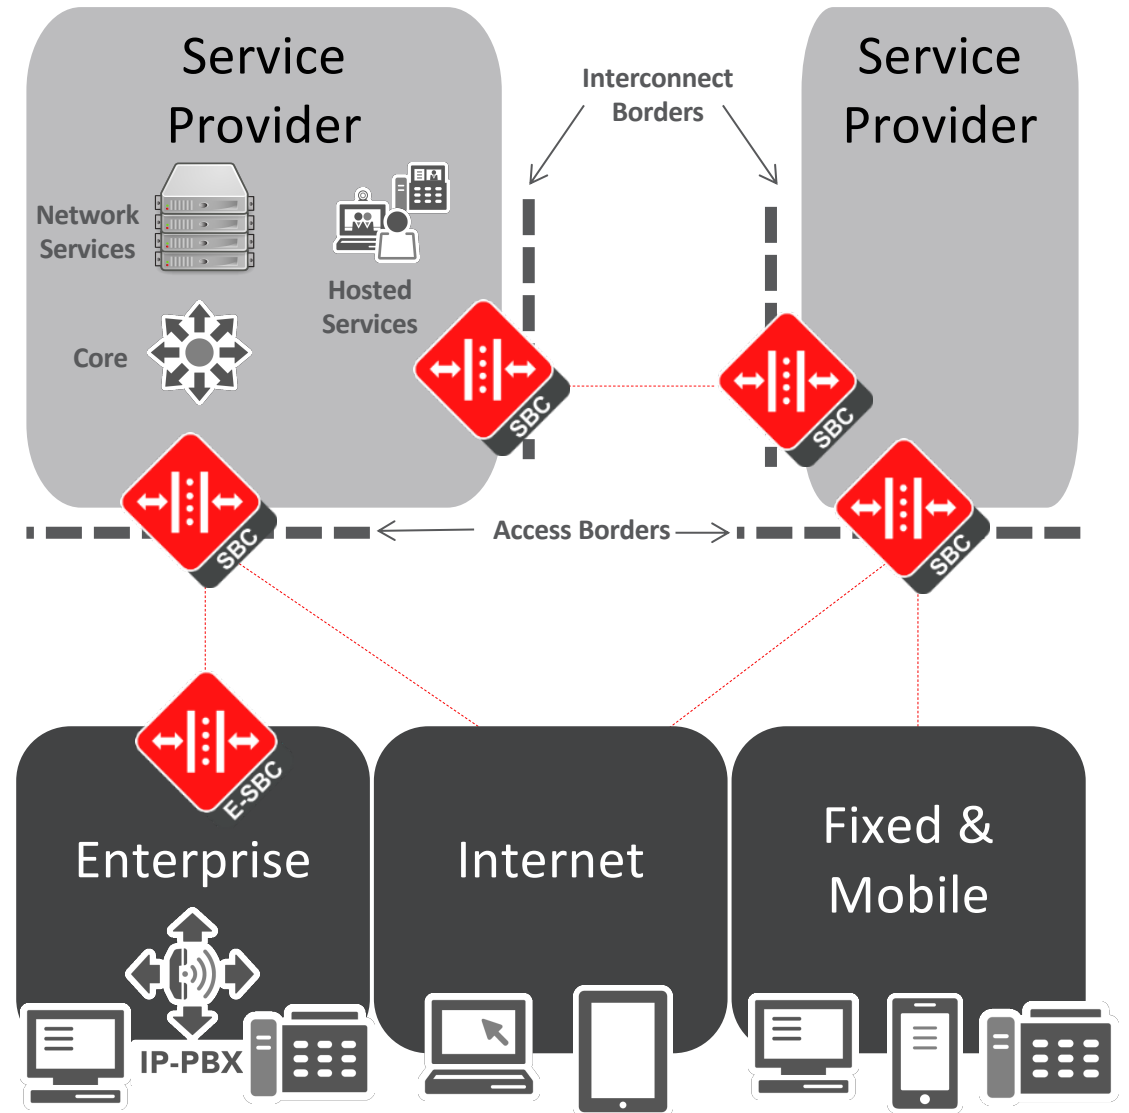 Service
Provider
Interconnect
Borders
Service
Provider
Network
Services
Hosted
Services
Core
SBC
SBC
SBC
Access Borders
SBC
E-SBC
Enterprise
Internet
Fixed &
Mobile
IP-PBX